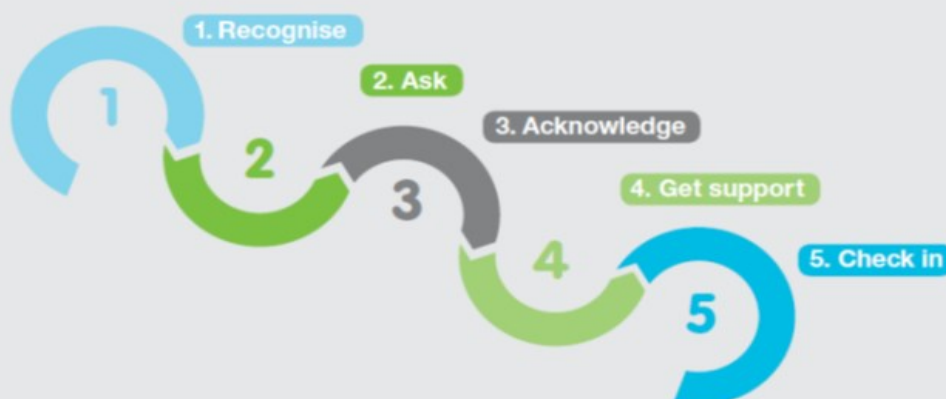 1. Recognise
1
2. Ask
2
3. Acknowledge
3
4. Get support
4
5. Check in
5